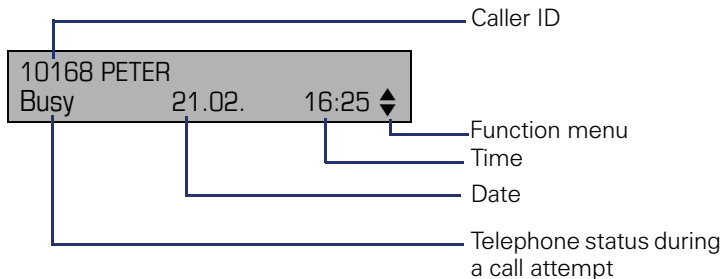 Caller ID
10168 PETER
Busy 21.02. 16:25
Function menu
Time
Date
Telephone status during
a call attempt